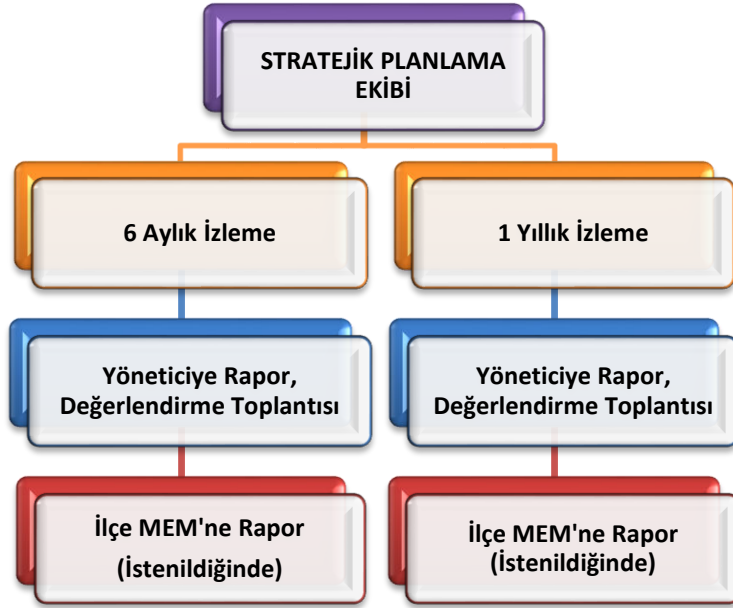 STRATEJİK PLANLAMA
EKİBİ
6 Aylık İzleme
1 Yıllık İzleme
Yöneticiye Rapor,
Değerlendirme Toplantısı
Yöneticiye Rapor,
Değerlendirme Toplantısı
İlçe MEM'ne Rapor
(İstenildiğinde)
İlçe MEM'ne Rapor
(İstenildiğinde)